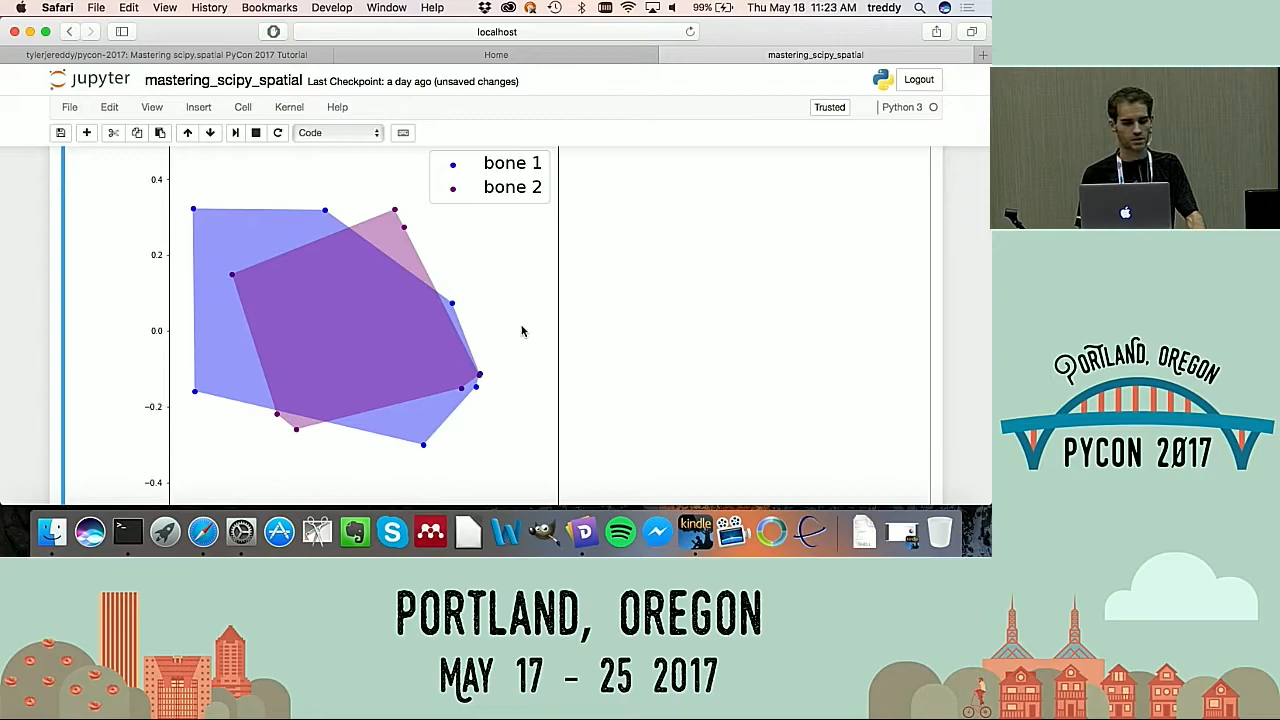 Safari File Edit View History Bookmarks Develop Window Help 99% Thu May 18 11:23 AM treddy
localhost
tylerjereddy/pycon-2017: Mastering scipy.spatial PyCon 2017 Tutorial Home mastering_scipy_spatial
jupyter mastering_scipy_spatial Last Checkpoint: a day ago (unsaved changes) Logout
File Edit View Insert Cell Kernel Help Trusted Python 3
Code
bone 1
bone 2
0.4
0.2
0.0
−0.2
−0.4
kindle
PORTLAND, OREGON
PYCON 2017
PORTLAND, OREGON
MAY 17 - 25 2017